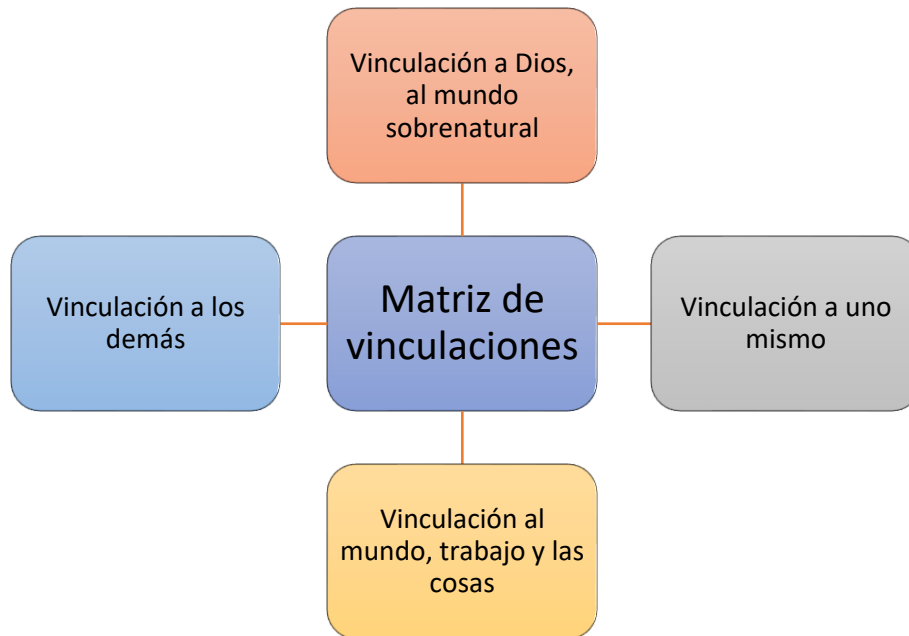 Vinculación a Dios,
al mundo
sobrenatural
Vinculación a los
demás
Matriz de
vinculaciones
Vinculación a uno
mismo
Vinculación al
mundo, trabajo y las
cosas